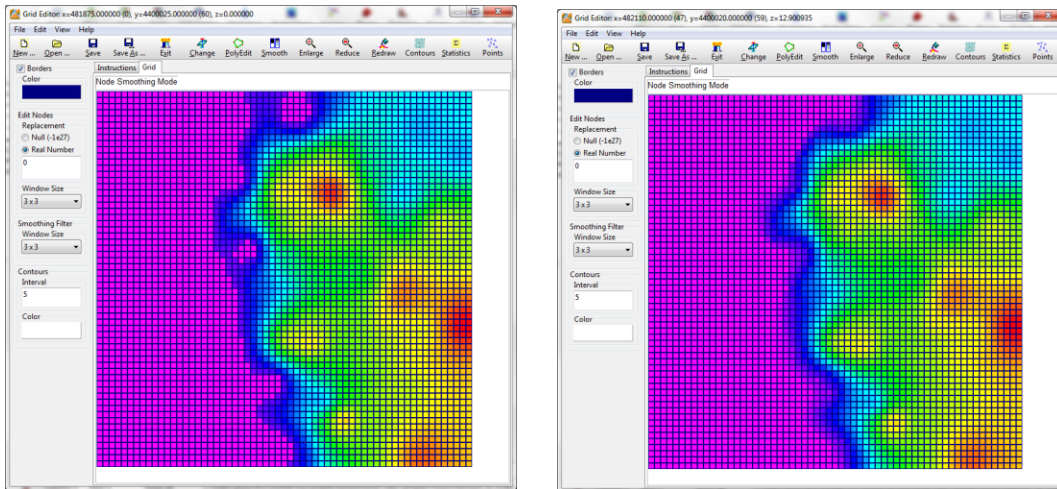 Grid Editor: x=481875.000000 (0), y=4400025.000000 (60), z=0.000000
File Edit View Help
New ... Open ... Save Save As ... Exit Change PolyEdit Smooth Enlarge Reduce Redraw Contours Statistics Points
Borders
Color
Edit Nodes
Replacement
Null (-1e27)
Real Number
0
Window Size
3 x 3
Smoothing Filter
Window Size
3 x 3
Contours
Interval
5
Color
Instructions Grid
Node Smoothing Mode
Grid Editor: x=482110.000000 (47), y=4400020.000000 (59), z=12.900935
File Edit View Help
New ... Open ... Save Save As ... Exit Change PolyEdit Smooth Enlarge Reduce Redraw Contours Statistics Points
Borders
Color
Edit Nodes
Replacement
Null (-1e27)
Real Number
0
Window Size
3 x 3
Smoothing Filter
Window Size
3 x 3
Contours
Interval
5
Color
Instructions Grid
Node Smoothing Mode